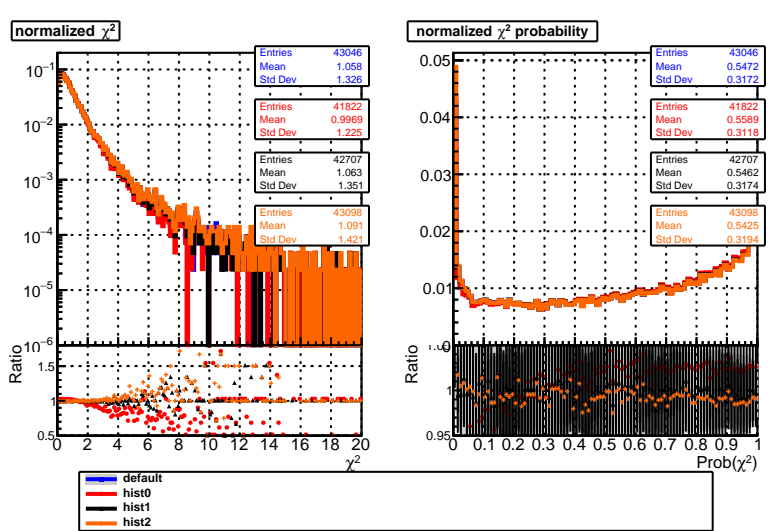 normalized χ²
10⁻¹
10⁻²
10⁻³
10⁻⁴
10⁻⁵
10⁻⁶
Entries 43046
Mean 1.058
Std Dev 1.326
Entries 41822
Mean 0.9969
Std Dev 1.225
Entries 42707
Mean 1.063
Std Dev 1.351
Entries 43098
Mean 1.091
Std Dev 1.421
Ratio
1.5
1
0.5
0 2 4 6 8 10 12 14 16 18 20
χ²
normalized χ² probability
0.05
0.04
0.03
0.02
0.01
Entries 43046
Mean 0.5472
Std Dev 0.3172
Entries 41822
Mean 0.5589
Std Dev 0.3118
Entries 42707
Mean 0.5462
Std Dev 0.3174
Entries 43098
Mean 0.5425
Std Dev 0.3194
Ratio
1
0.95
0 0.1 0.2 0.3 0.4 0.5 0.6 0.7 0.8 0.9 1
Prob(χ²)
default
hist0
hist1
hist2